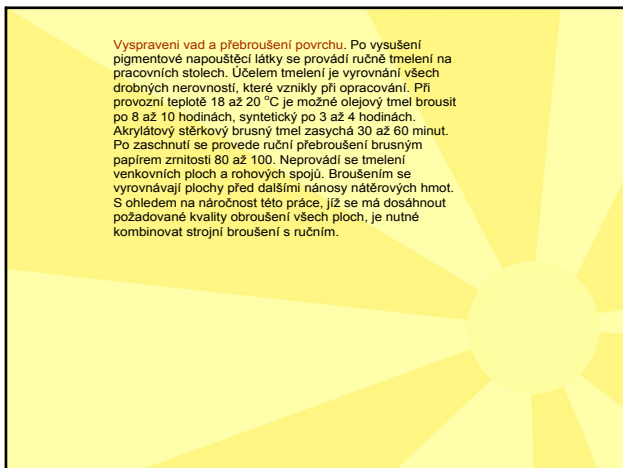 Vyspraveni vad a přebroušení povrchu. Po vysušení
pigmentové napouštěcí látky se provádí ručně tmelení na
pracovních stolech. Účelem tmelení je vyrovnání všech
drobných nerovností, které vznikly při opracování. Při
provozní teplotě 18 až 20 °C je možné olejový tmel brousit
po 8 až 10 hodinách, syntetický po 3 až 4 hodinách.
Akrylátový stěrkový brusný tmel zasychá 30 až 60 minut.
Po zaschnutí se provede ruční přebroušení brusným
papírem zrnitosti 80 až 100. Neprovádí se tmelení
venkovních ploch a rohových spojů. Broušením se
vyrovnávají plochy před dalšími nánosy nátěrových hmot.
S ohledem na náročnost této práce, jíž se má dosáhnout
požadované kvality obroušení všech ploch, je nutné
kombinovat strojní broušení s ručním.